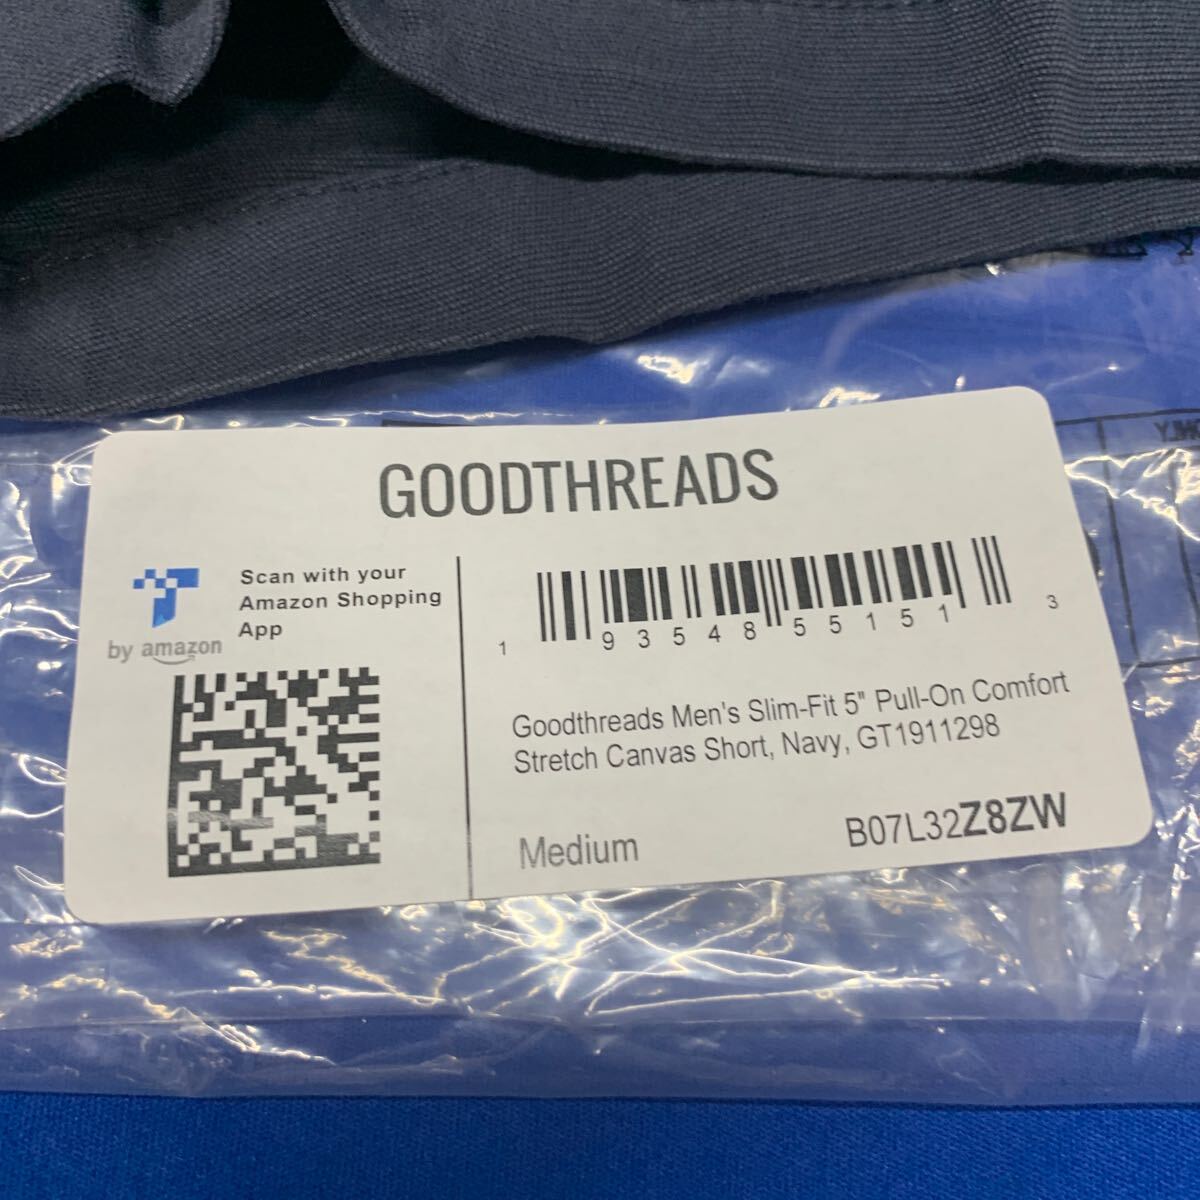 GOODTHREADS
by amazon
Scan with your
Amazon Shopping
App
1 93548 55151 3
Goodthreads Men's Slim-Fit 5" Pull-On Comfort
Stretch Canvas Short, Navy, GT1911298
Medium
B07L32Z8ZW